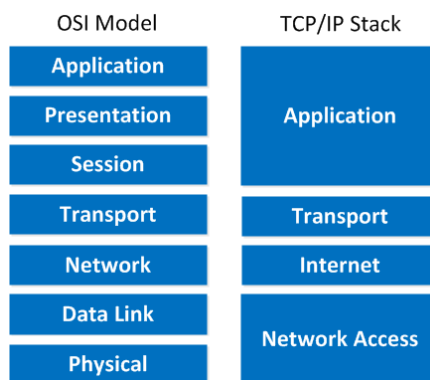 OSI Model
Application
Presentation
Session
Transport
Network
Data Link
Physical
TCP/IP Stack
Application
Transport
Internet
Network Access